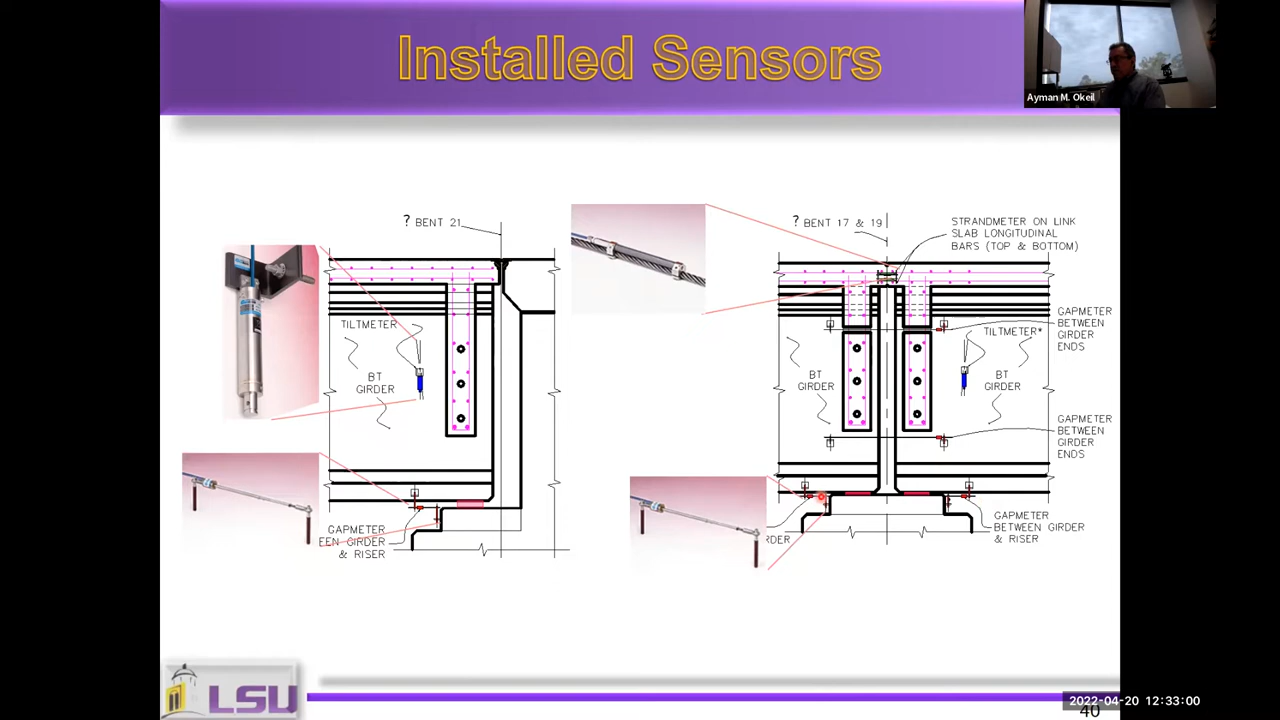 Installed Sensors
Ayman M. Okeil
? BENT 21
TILTMETER
BT
GIRDER
GAPMETER
EEN GIRDER
& RISER
? BENT 17 & 19
STRANDMETER ON LINK
SLAB LONGITUDINAL
BARS (TOP & BOTTOM)
GAPMETER
BETWEEN
GIRDER
ENDS
TILTMETER*
BT
GIRDER
BT
GIRDER
GAPMETER
BETWEEN
GIRDER
ENDS
RDER
GAPMETER
BETWEEN GIRDER
& RISER
LSU
2022-04-20 12:33:00
40